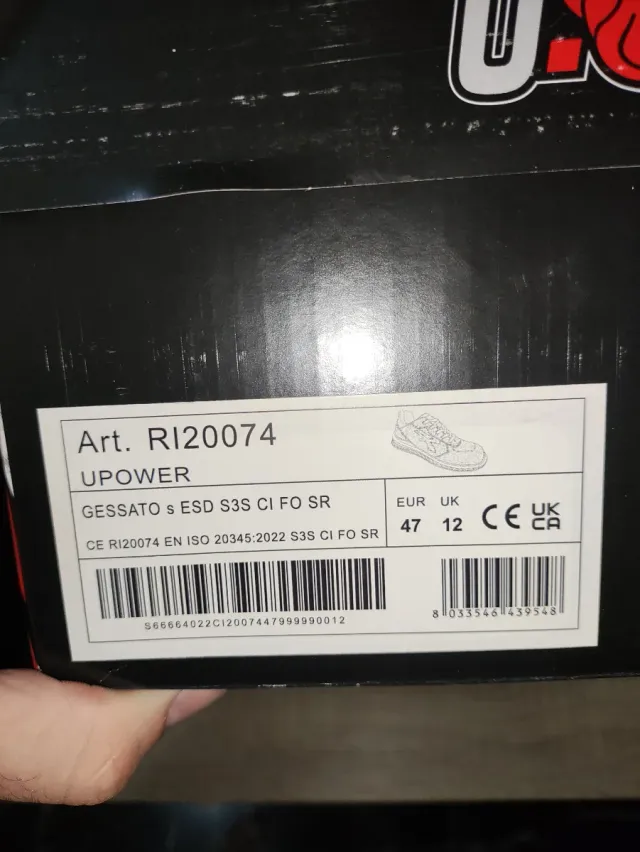 U.
Art. RI20074
UPOWER
GESSATO s ESD S3S CI FO SR
CE RI20074 EN ISO 20345:2022 S3S CI FO SR
EUR UK
47 12
CE UK CA
S66664022CI2007447999990012
8 033546 439548